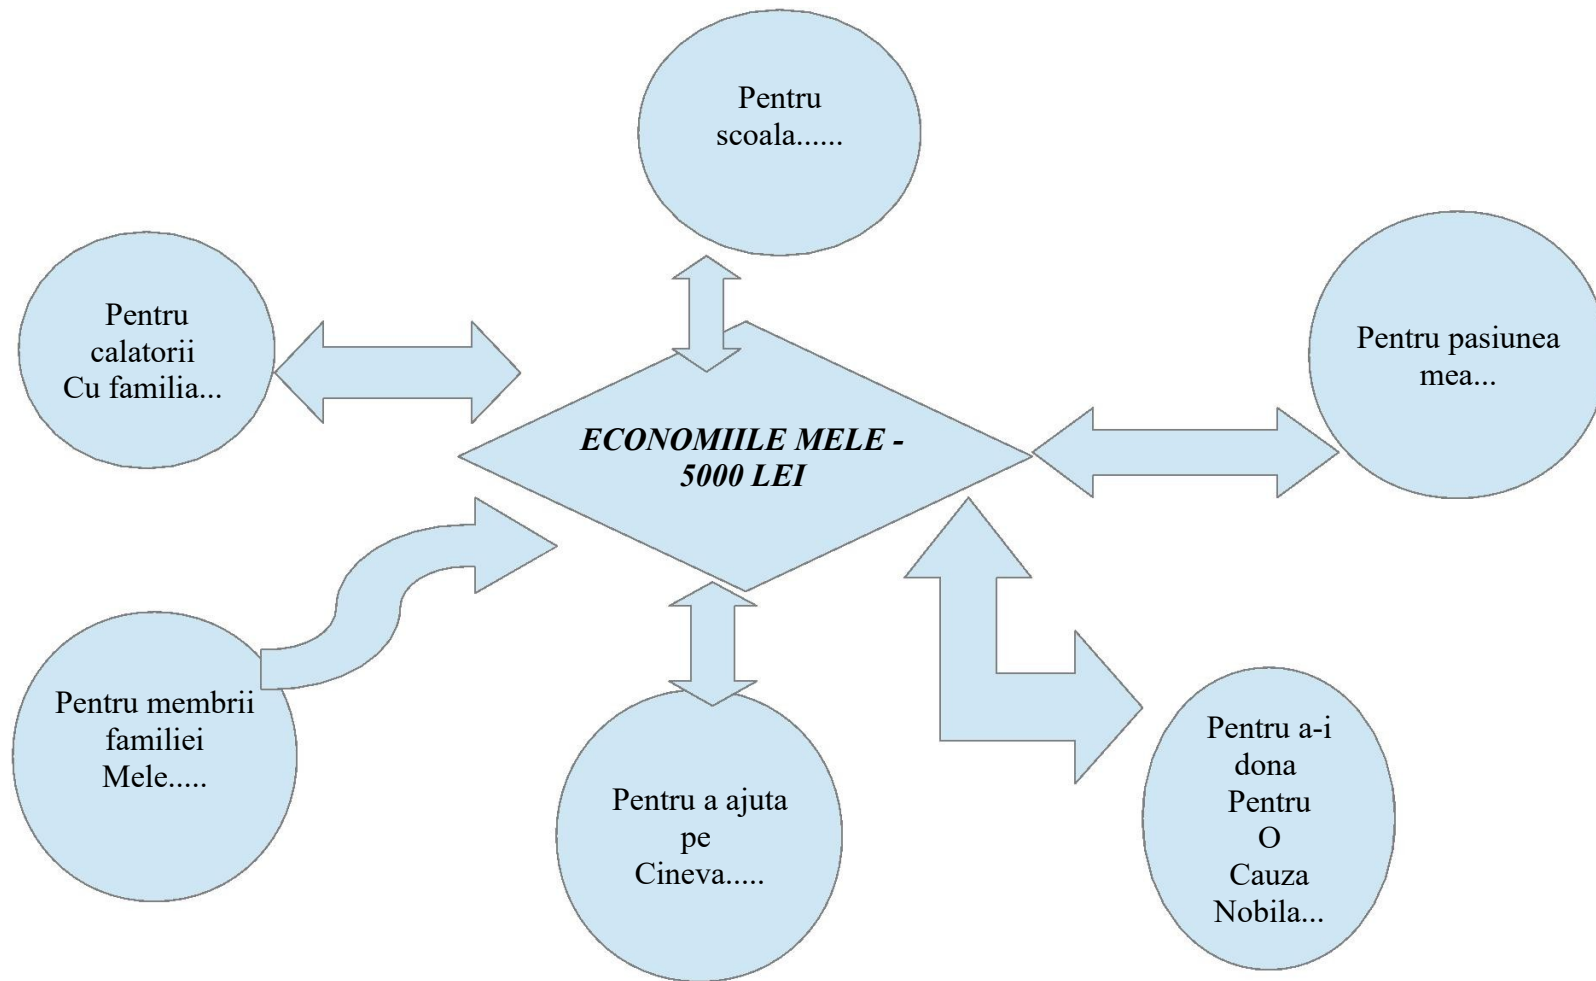 Pentru
scoala......
Pentru
calatorii
Cu familia...
Pentru pasiunea
mea...
ECONOMIILE MELE -
5000 LEI
Pentru membrii
familiei
Mele.....
Pentru a ajuta
pe
Cineva.....
Pentru a-i
dona
Pentru
O
Cauza
Nobila...